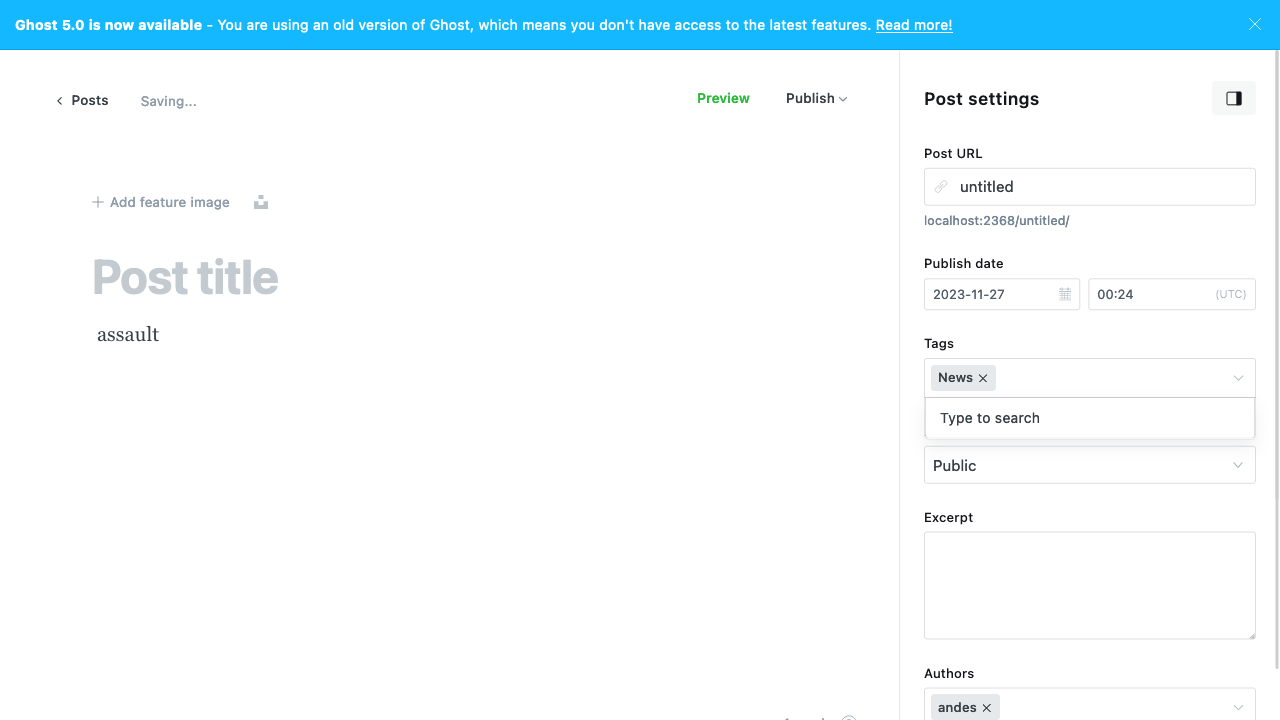 Ghost 5.0 is now available - You are using an old version of Ghost, which means you don't have access to the latest features. Read more!
Posts
Saving...
Preview
Publish
Post settings
Post URL
untitled
localhost:2368/untitled/
Add feature image
Post title
assault
Publish date
2023-11-27
00:24
(UTC)
Tags
News
Type to search
Public
Excerpt
Authors
andes